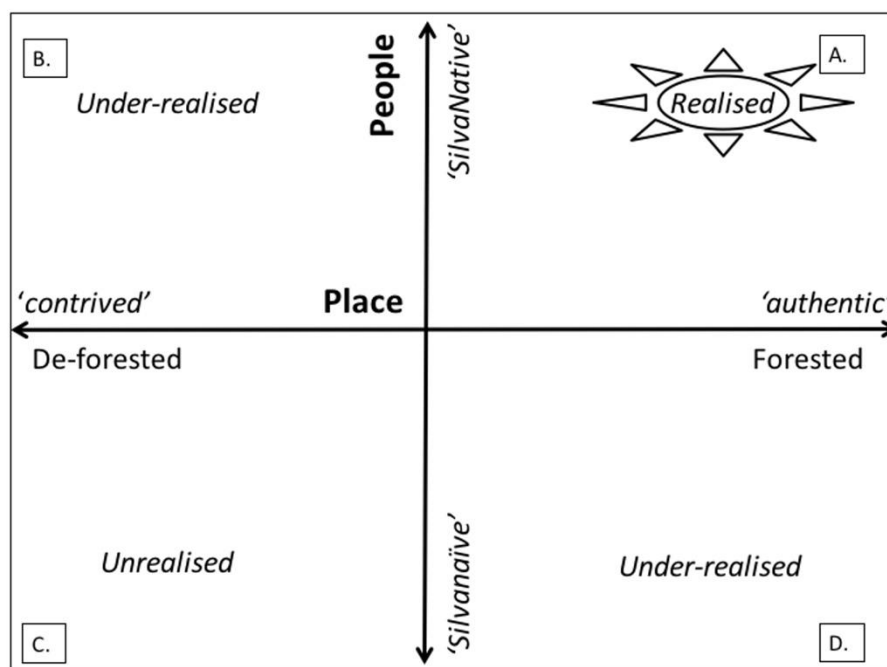 B.
Under-realised
People
‘SilvaNative’
A.
Realised
‘contrived’
Place
‘authentic’
De-forested
Forested
Unrealised
‘Silvanaïve’
Under-realised
C.
D.